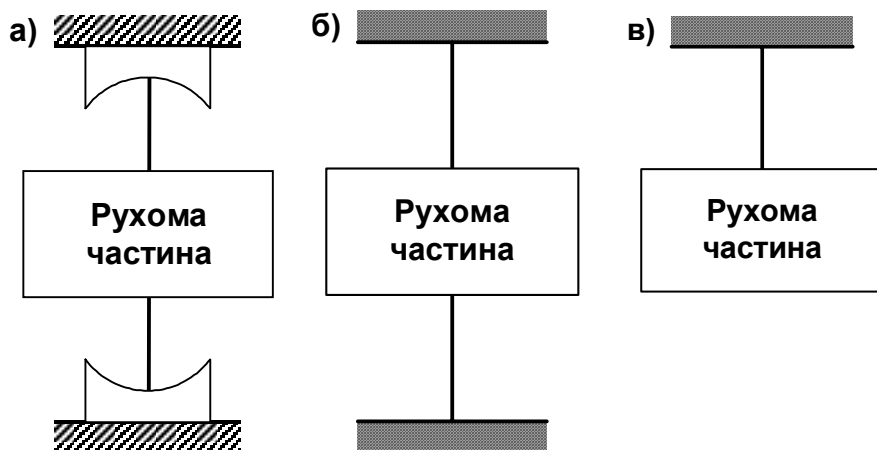 а)
Рухома
частина
б)
Рухома
частина
в)
Рухома
частина